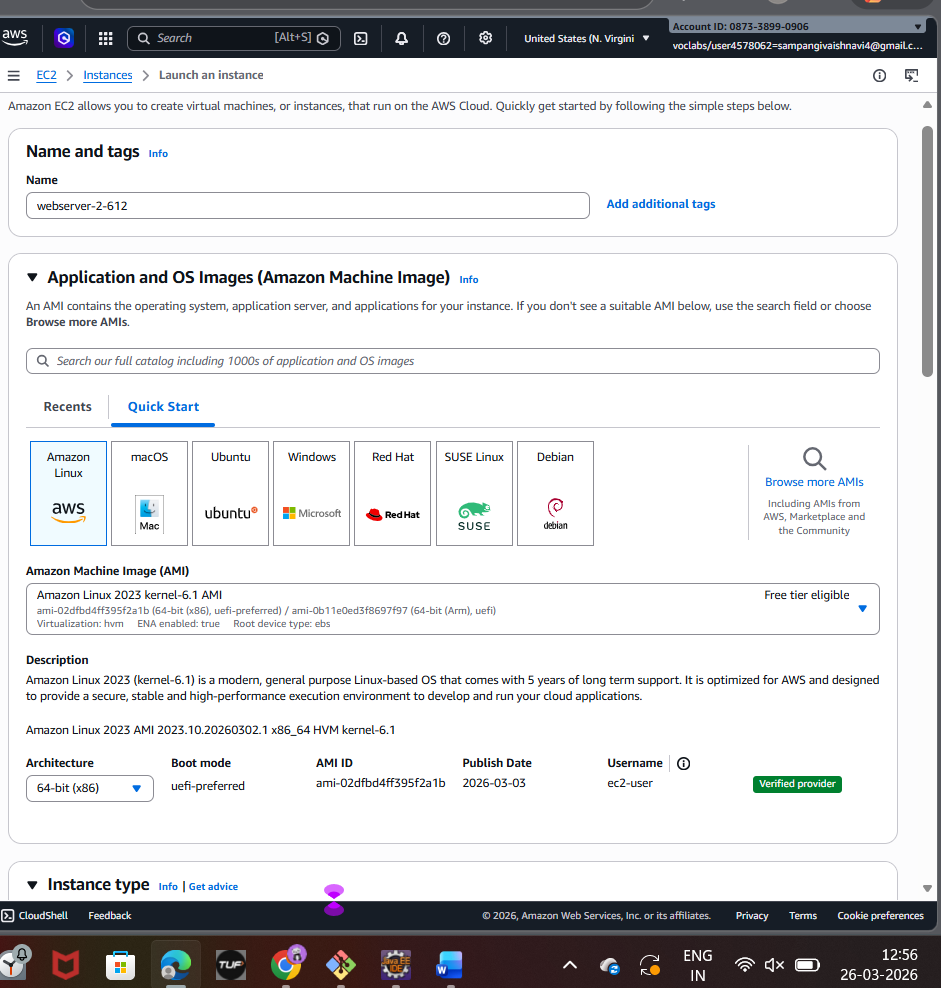 aws
Search
[Alt+S]
United States (N. Virgini
Account ID: 0873-3899-0906
voclabs/user4578062=sampangivaishnavi4@gmail.c...
EC2
Instances
Launch an instance
Amazon EC2 allows you to create virtual machines, or instances, that run on the AWS Cloud. Quickly get started by following the simple steps below.
Name and tags Info
Name
webserver-2-612
Add additional tags
Application and OS Images (Amazon Machine Image) Info
An AMI contains the operating system, application server, and applications for your instance. If you don't see a suitable AMI below, use the search field or choose
Browse more AMIs.
Search our full catalog including 1000s of application and OS images
Recents
Quick Start
Amazon
Linux
aws
macOS
Mac
Ubuntu
ubuntu
Windows
Microsoft
Red Hat
Red Hat
SUSE Linux
SUSE
Debian
debian
Browse more AMIs
Including AMIs from
AWS, Marketplace and
the Community
Amazon Machine Image (AMI)
Amazon Linux 2023 kernel-6.1 AMI
Free tier eligible
ami-02dfbd4ff395f2a1b (64-bit (x86), uefi-preferred) / ami-0b11e0ed3f8697f97 (64-bit (Arm), uefi)
Virtualization: hvm ENA enabled: true Root device type: ebs
Description
Amazon Linux 2023 (kernel-6.1) is a modern, general purpose Linux-based OS that comes with 5 years of long term support. It is optimized for AWS and designed
to provide a secure, stable and high-performance execution environment to develop and run your cloud applications.
Amazon Linux 2023 AMI 2023.10.20260302.1 x86_64 HVM kernel-6.1
Architecture
64-bit (x86)
Boot mode
uefi-preferred
AMI ID
ami-02dfbd4ff395f2a1b
Publish Date
2026-03-03
Username
ec2-user
Verified provider
Instance type Info | Get advice
CloudShell
Feedback
© 2026, Amazon Web Services, Inc. or its affiliates.
Privacy
Terms
Cookie preferences
TUF
Java EE
IDE
W
ENG
IN
12:56
26-03-2026